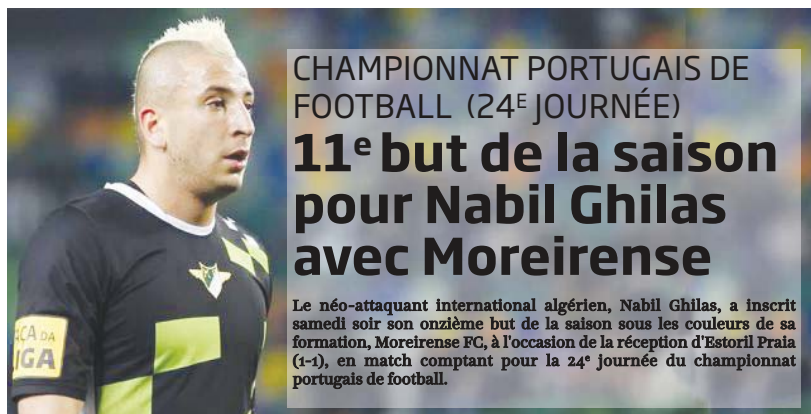 CHAMPIONNAT PORTUGAIS DE
FOOTBALL (24E JOURNÉE)
11e but de la saison
pour Nabil Ghilas
avec Moreirense
Le néo-attaquant international algérien, Nabil Ghilas, a inscrit
samedi soir son onzième but de la saison sous les couleurs de sa
formation, Moreirense FC, à l'occasion de la réception d'Estoril Praia
(1-1), en match comptant pour la 24e journée du championnat
portugais de football.
AÇA DA
IGA